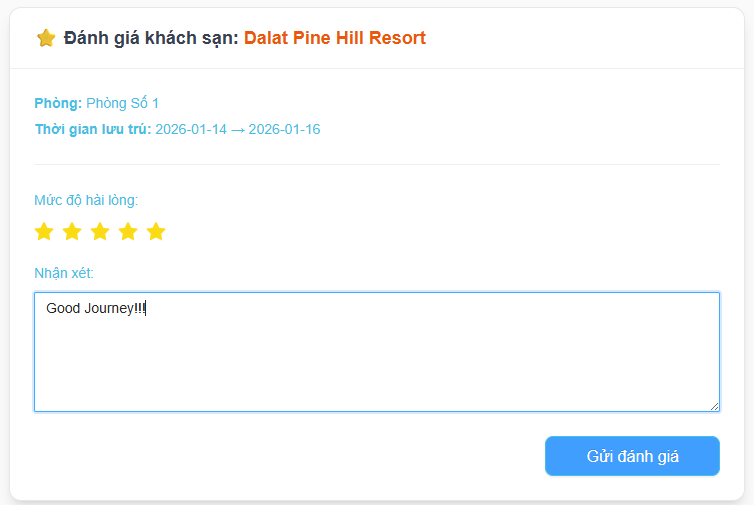 Đánh giá khách sạn: Dalat Pine Hill Resort
Phòng: Phòng Số 1
Thời gian lưu trú: 2026-01-14 → 2026-01-16
Mức độ hài lòng:
Nhận xét:
Good Journey!!!
Gửi đánh giá